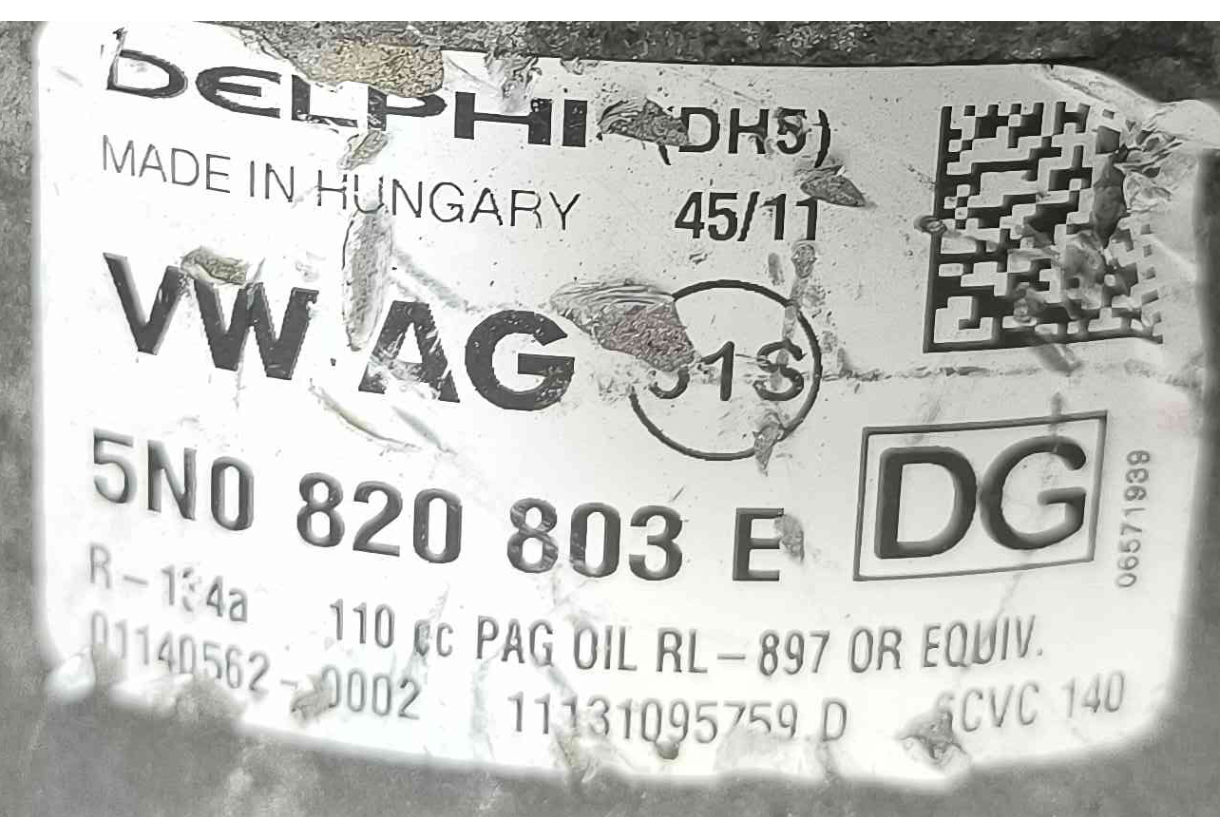 DELPHI (DH5)
MADE IN HUNGARY 45/11
VW AG
5N0 820 803 E DG
06571939
R-134a 110 cc PAG OIL RL-897 OR EQUIV.
01140562-0002 11131095759 D CVC 140